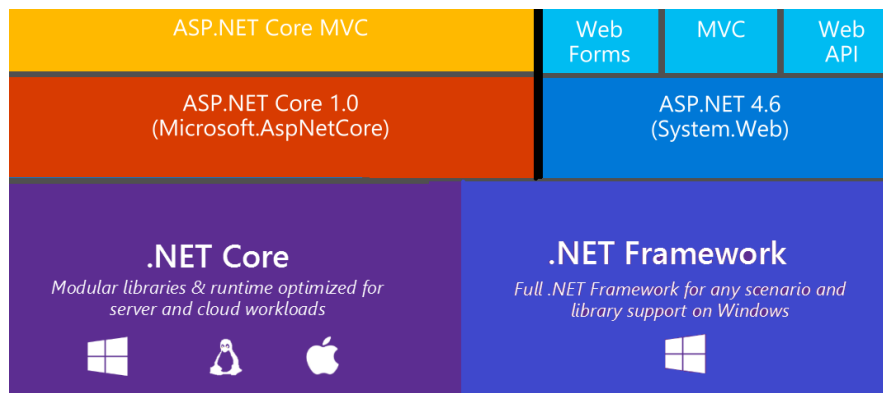 ASP.NET Core MVC
Web
Forms
MVC
Web
API
ASP.NET Core 1.0
(Microsoft.AspNetCore)
ASP.NET 4.6
(System.Web)
.NET Core
Modular libraries & runtime optimized for
server and cloud workloads
.NET Framework
Full .NET Framework for any scenario and
library support on Windows